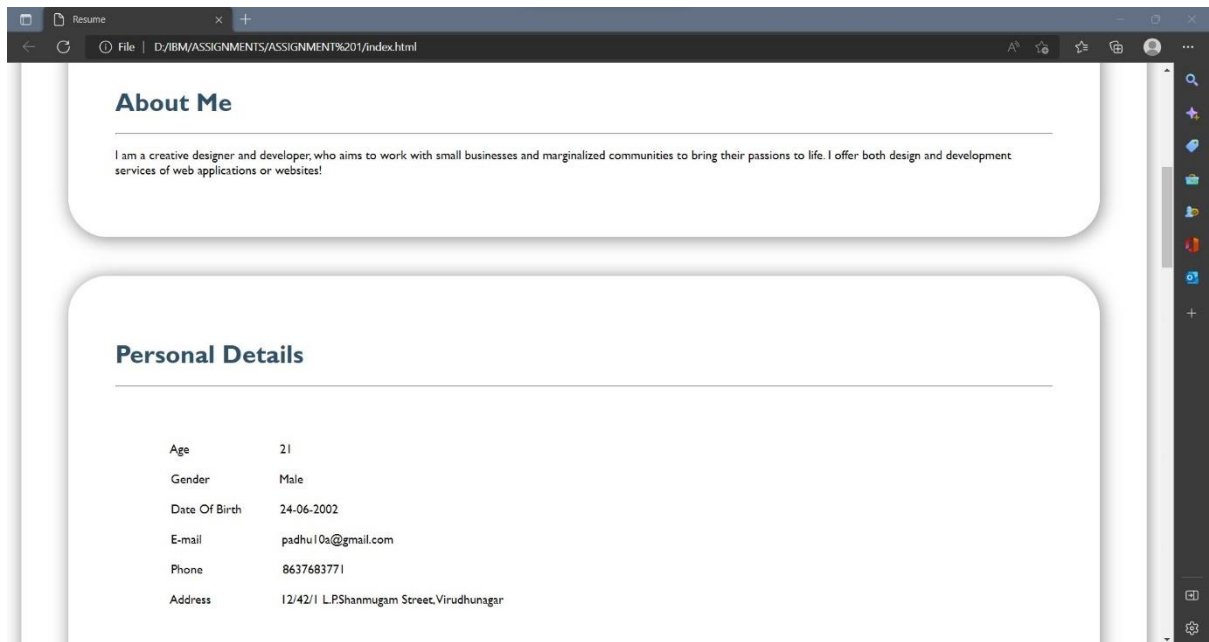 Resume
File | D:/IBM/ASSIGNMENTS/ASSIGNMENT%201/index.html
About Me
I am a creative designer and developer, who aims to work with small businesses and marginalized communities to bring their passions to life. I offer both design and development
services of web applications or websites!
Personal Details
Age 21
Gender Male
Date Of Birth 24-06-2002
E-mail padhu10a@gmail.com
Phone 8637683771
Address 12/42/1 L.P.Shanmugam Street,Virudhunagar